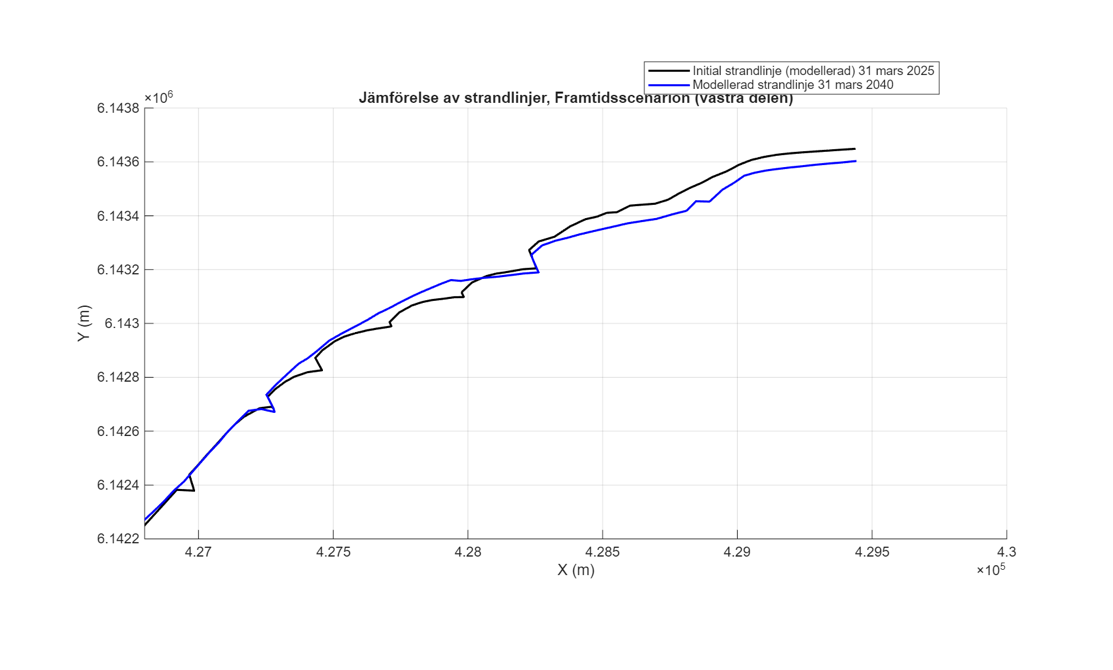 Initial strandlinje (modellerad) 31 mars 2025
Modellerad strandlinje 31 mars 2040
Jämförelse av strandlinjer, Framtidsscenarion (västra delen)
×10⁶
6.1438
6.1436
6.1434
6.1432
6.143
6.1428
6.1426
6.1424
6.1422
Y (m)
4.27 4.275 4.28 4.285 4.29 4.295 4.3
X (m)
×10⁵